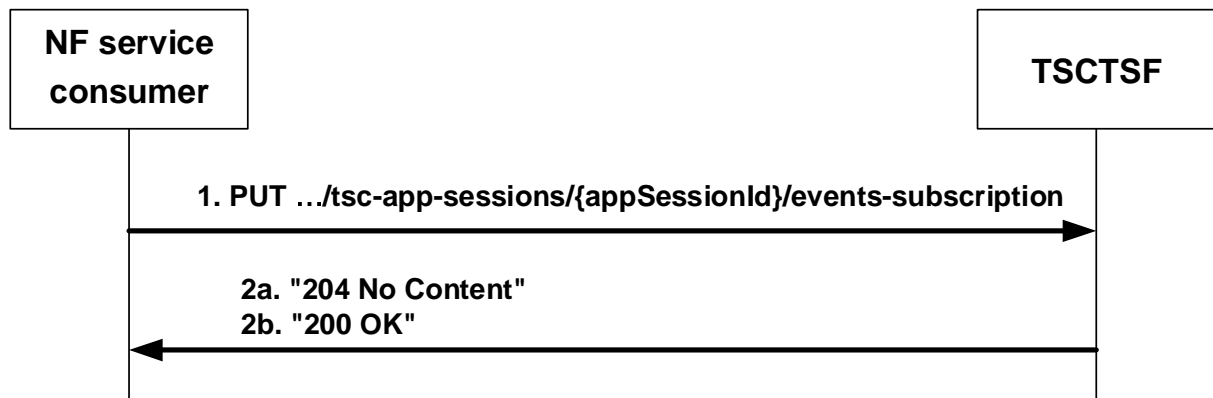 NF service
consumer
TSCTSF
1. PUT …/tsc-app-sessions/{appSessionId}/events-subscription
2a. "204 No Content"
2b. "200 OK"